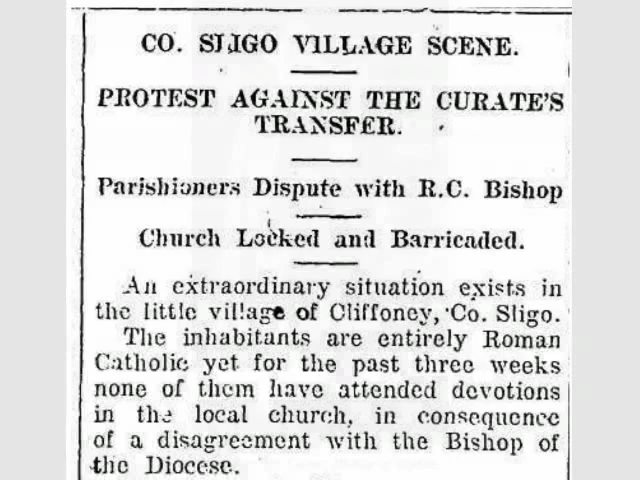 CO. SLIGO VILLAGE SCENE.
PROTEST AGAINST THE CURATE'S
TRANSFER.
Parishioners Dispute with R.C. Bishop
Church Locked and Barricaded.
An extraordinary situation exists in
the little village of Cliffoney, Co. Sligo.
The inhabitants are entirely Roman
Catholic yet for the past three weeks
none of them have attended devotions
in the local church, in consequence
of a disagreement with the Bishop of
the Diocese.